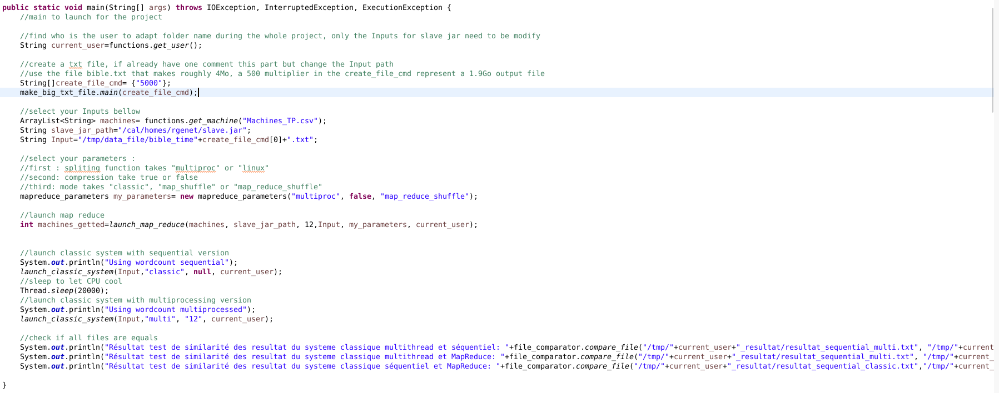 public static void main(String[] args) throws IOException, InterruptedException, ExecutionException {
//main to launch for the project
//find who is the user to adapt folder name during the whole project, only the Inputs for slave jar need to be modify
String current_user=functions.get_user();
//create a txt file, if already have one comment this part but change the Input path
//use the file bible.txt that makes roughly 4Mo, a 500 multiplier in the create_file_cmd represent a 1.9Go output file
String[]create_file_cmd= {"5000"};
make_big_txt_file.main(create_file_cmd);
//select your Inputs bellow
ArrayList<String> machines= functions.get_machine("Machines_TP.csv");
String slave_jar_path="/cal/homes/rgenet/slave.jar";
String Input="/tmp/data_file/bible_time"+create_file_cmd[0]+".txt";
//select your parameters :
//first : spliting function takes "multiproc" or "linux"
//second: compression take true or false
//third: mode takes "classic", "map_shuffle" or "map_reduce_shuffle"
mapreduce_parameters my_parameters= new mapreduce_parameters("multiproc", false, "map_reduce_shuffle");
//launch map reduce
int machines_getted=launch_map_reduce(machines, slave_jar_path, 12,Input, my_parameters, current_user);
//launch classic system with sequential version
System.out.println("Using wordcount sequential");
launch_classic_system(Input,"classic", null, current_user);
//sleep to let CPU cool
Thread.sleep(20000);
//launch classic system with multiprocessing version
System.out.println("Using wordcount multiprocessed");
launch_classic_system(Input,"multi", "12", current_user);
//check if all files are equals
System.out.println("Résultat test de similarité des resultat du systeme classique multithread et séquentiel: "+file_comparator.compare_file("/tmp/"+current_user+"_resultat/resultat_sequential_multi.txt", "/tmp/"+current
System.out.println("Résultat test de similarité des resultat du systeme classique multithread et MapReduce: "+file_comparator.compare_file("/tmp/"+current_user+"_resultat/resultat_sequential_multi.txt", "/tmp/"+current_
System.out.println("Résultat test de similarité des resultat du systeme classique séquentiel et MapReduce: "+file_comparator.compare_file("/tmp/"+current_user+"_resultat/resultat_sequential_classic.txt","/tmp/"+current_
}